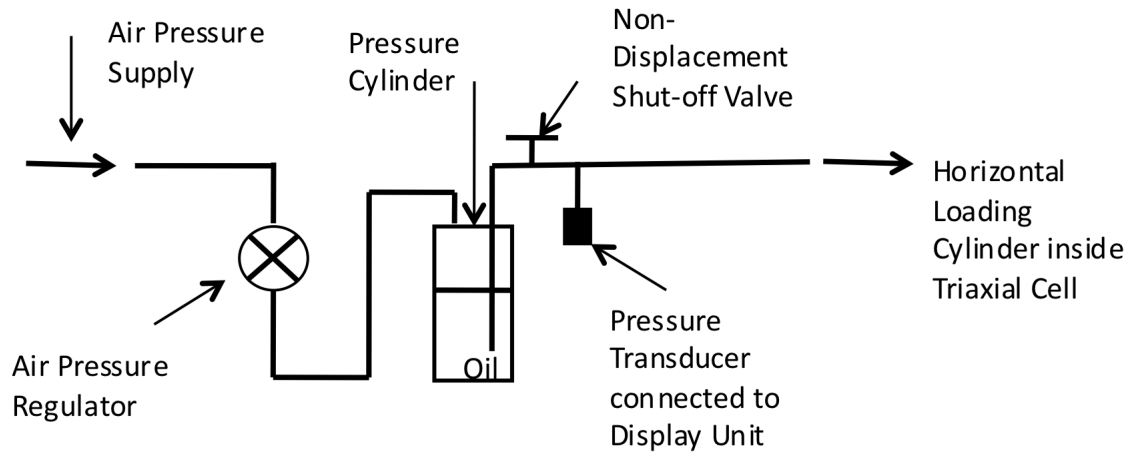 Air Pressure
Supply
Pressure
Cylinder
Non-
Displacement
Shut-off Valve
Horizontal
Loading
Cylinder inside
Triaxial Cell
Air Pressure
Regulator
Oil
Pressure
Transducer
connected to
Display Unit